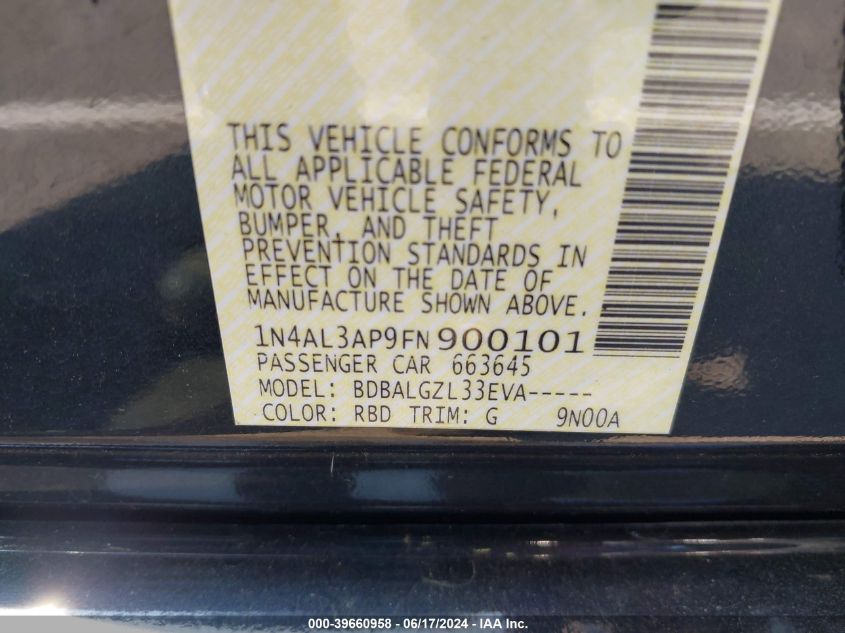 THIS VEHICLE CONFORMS TO
ALL APPLICABLE FEDERAL
MOTOR VEHICLE SAFETY,
BUMPER, AND THEFT
PREVENTION STANDARDS IN
EFFECT ON THE DATE OF
MANUFACTURE SHOWN ABOVE.
1N4AL3AP9FN900101
PASSENGER CAR 663645
MODEL: BDBALGZL33EVA-----
COLOR: RBD TRIM: G 9N00A
000-39660958 - 06/17/2024 - IAA Inc.